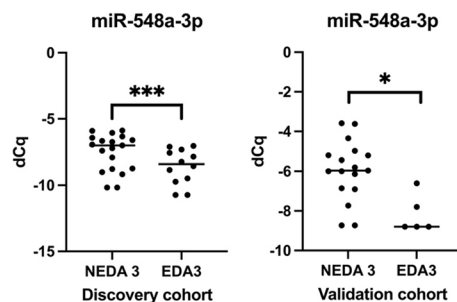 miR-548a-3p
0
-5
-10
-15
dCq
***
NEDA 3
EDA3
Discovery cohort
miR-548a-3p
0
-2
-4
-6
-8
-10
dCq
*
NEDA 3
EDA3
Validation cohort